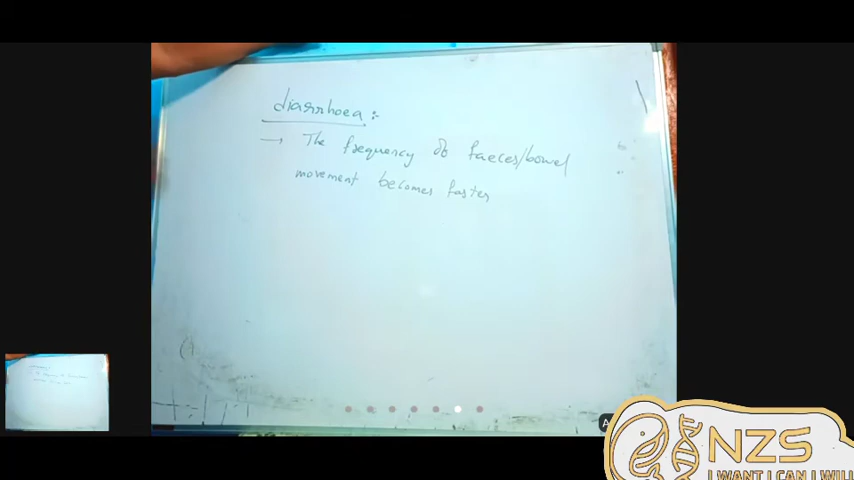 diarrhoea :-
→ The frequency of faeces/bowel
movement becomes faster
NZS
I WANT I CAN I WILL